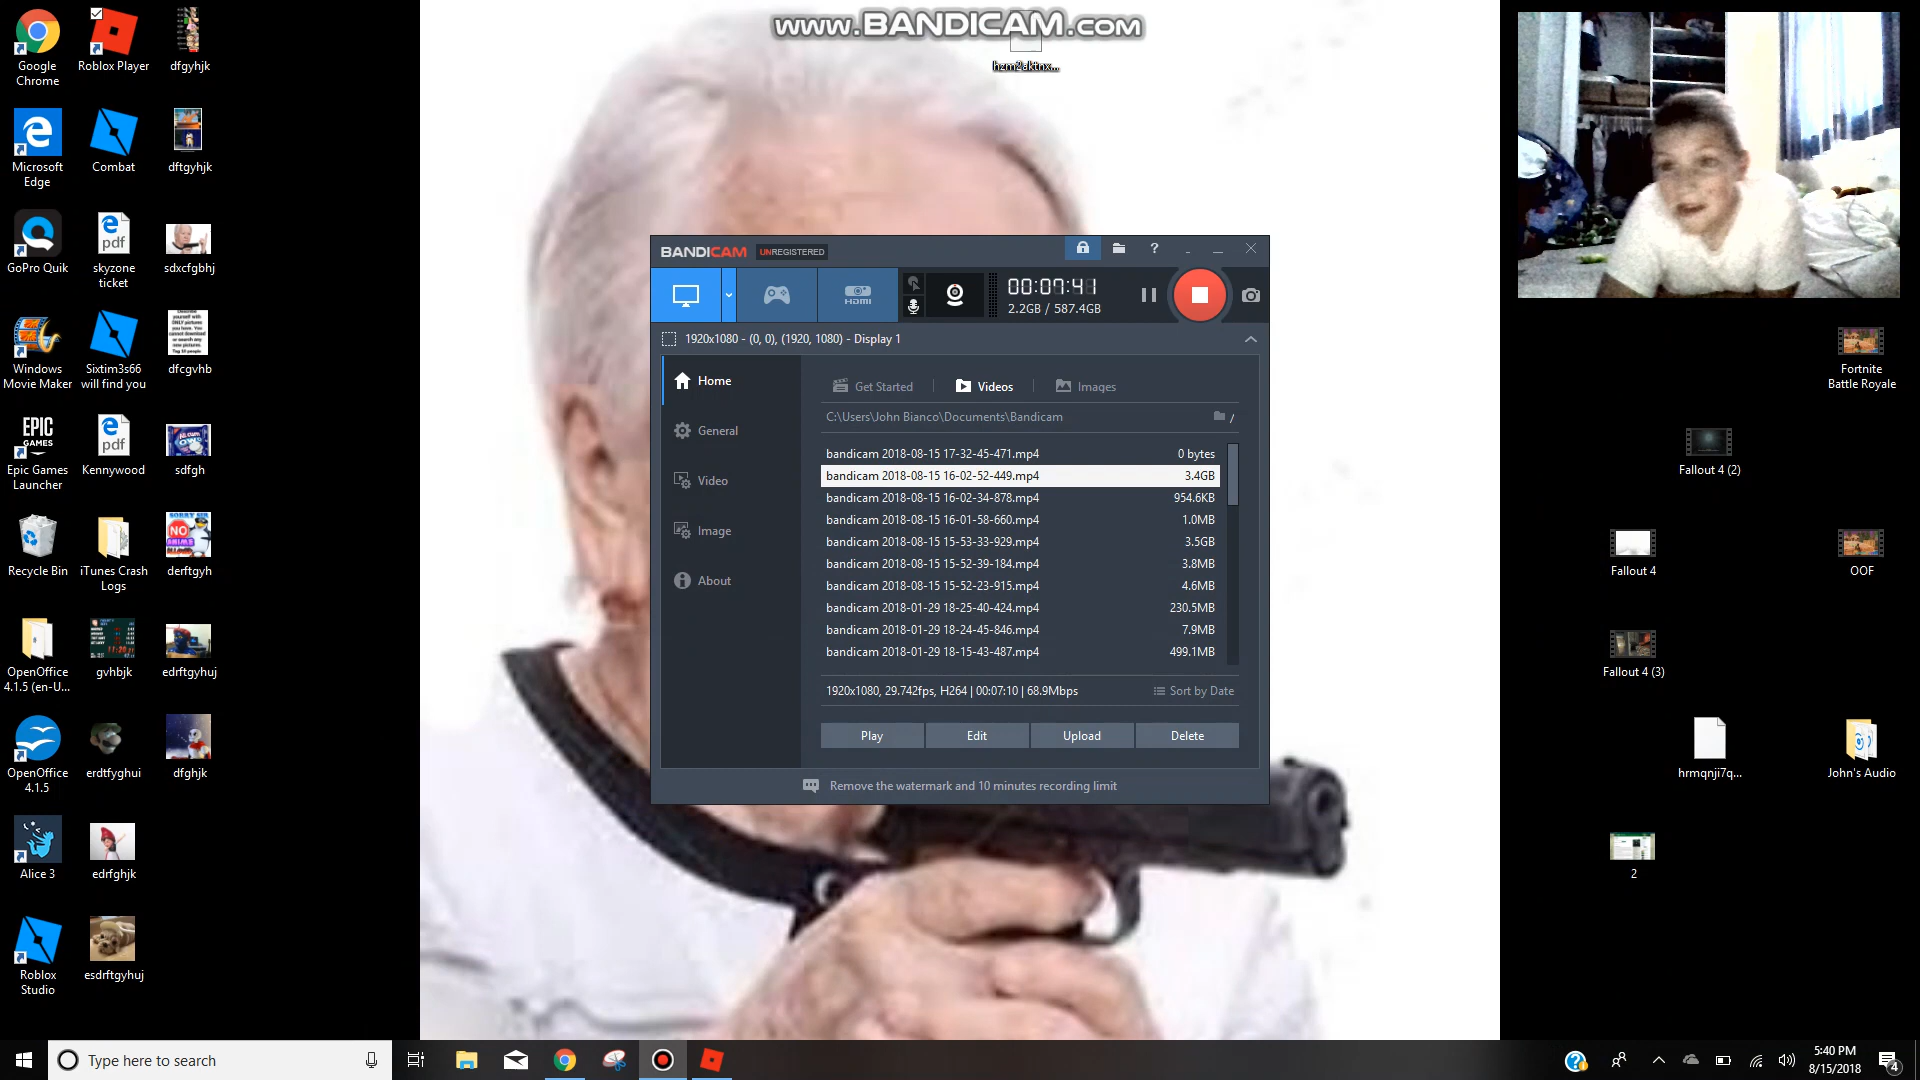 www.BANDICAM.com
hzm2aktnx...
Google Chrome
Roblox Player
dfgyhjk
Microsoft Edge
Combat
dftgyhjk
GoPro Quik
skyzone ticket
sdxcfgbhj
Windows Movie Maker
Sixtim3s66 will find you
dfcgvhb
EPIC GAMES
Epic Games Launcher
pdf
Kennywood
sdfgh
Recycle Bin
iTunes Crash Logs
derftgyh
OpenOffice 4.1.5 (en-U...
gvhbjk
edrftgyhuj
OpenOffice 4.1.5
erdtfyghui
dfghjk
Alice 3
edrfghjk
Roblox Studio
esdrftgyhuj
BANDICAM UNREGISTERED
?
HDMI
00:07:41
2.2GB / 587.4GB
1920x1080 - (0, 0), (1920, 1080) - Display 1
Home
General
Video
Image
About
Get Started
Videos
Images
C:\Users\John Bianco\Documents\Bandicam
bandicam 2018-08-15 17-32-45-471.mp4 0 bytes
bandicam 2018-08-15 16-02-52-449.mp4 3.4GB
bandicam 2018-08-15 16-02-34-878.mp4 954.6KB
bandicam 2018-08-15 16-01-58-660.mp4 1.0MB
bandicam 2018-08-15 15-53-33-929.mp4 3.5GB
bandicam 2018-08-15 15-52-39-184.mp4 3.8MB
bandicam 2018-08-15 15-52-23-915.mp4 4.6MB
bandicam 2018-01-29 18-25-40-424.mp4 230.5MB
bandicam 2018-01-29 18-24-45-846.mp4 7.9MB
bandicam 2018-01-29 18-15-43-487.mp4 499.1MB
1920x1080, 29.742fps, H264 | 00:07:10 | 68.9Mbps
Sort by Date
Play
Edit
Upload
Delete
Remove the watermark and 10 minutes recording limit
Fortnite Battle Royale
Fallout 4 (2)
Fallout 4
OOF
Fallout 4 (3)
hrmqnji7q...
John's Audio
2
Type here to search
5:40 PM
8/15/2018
4